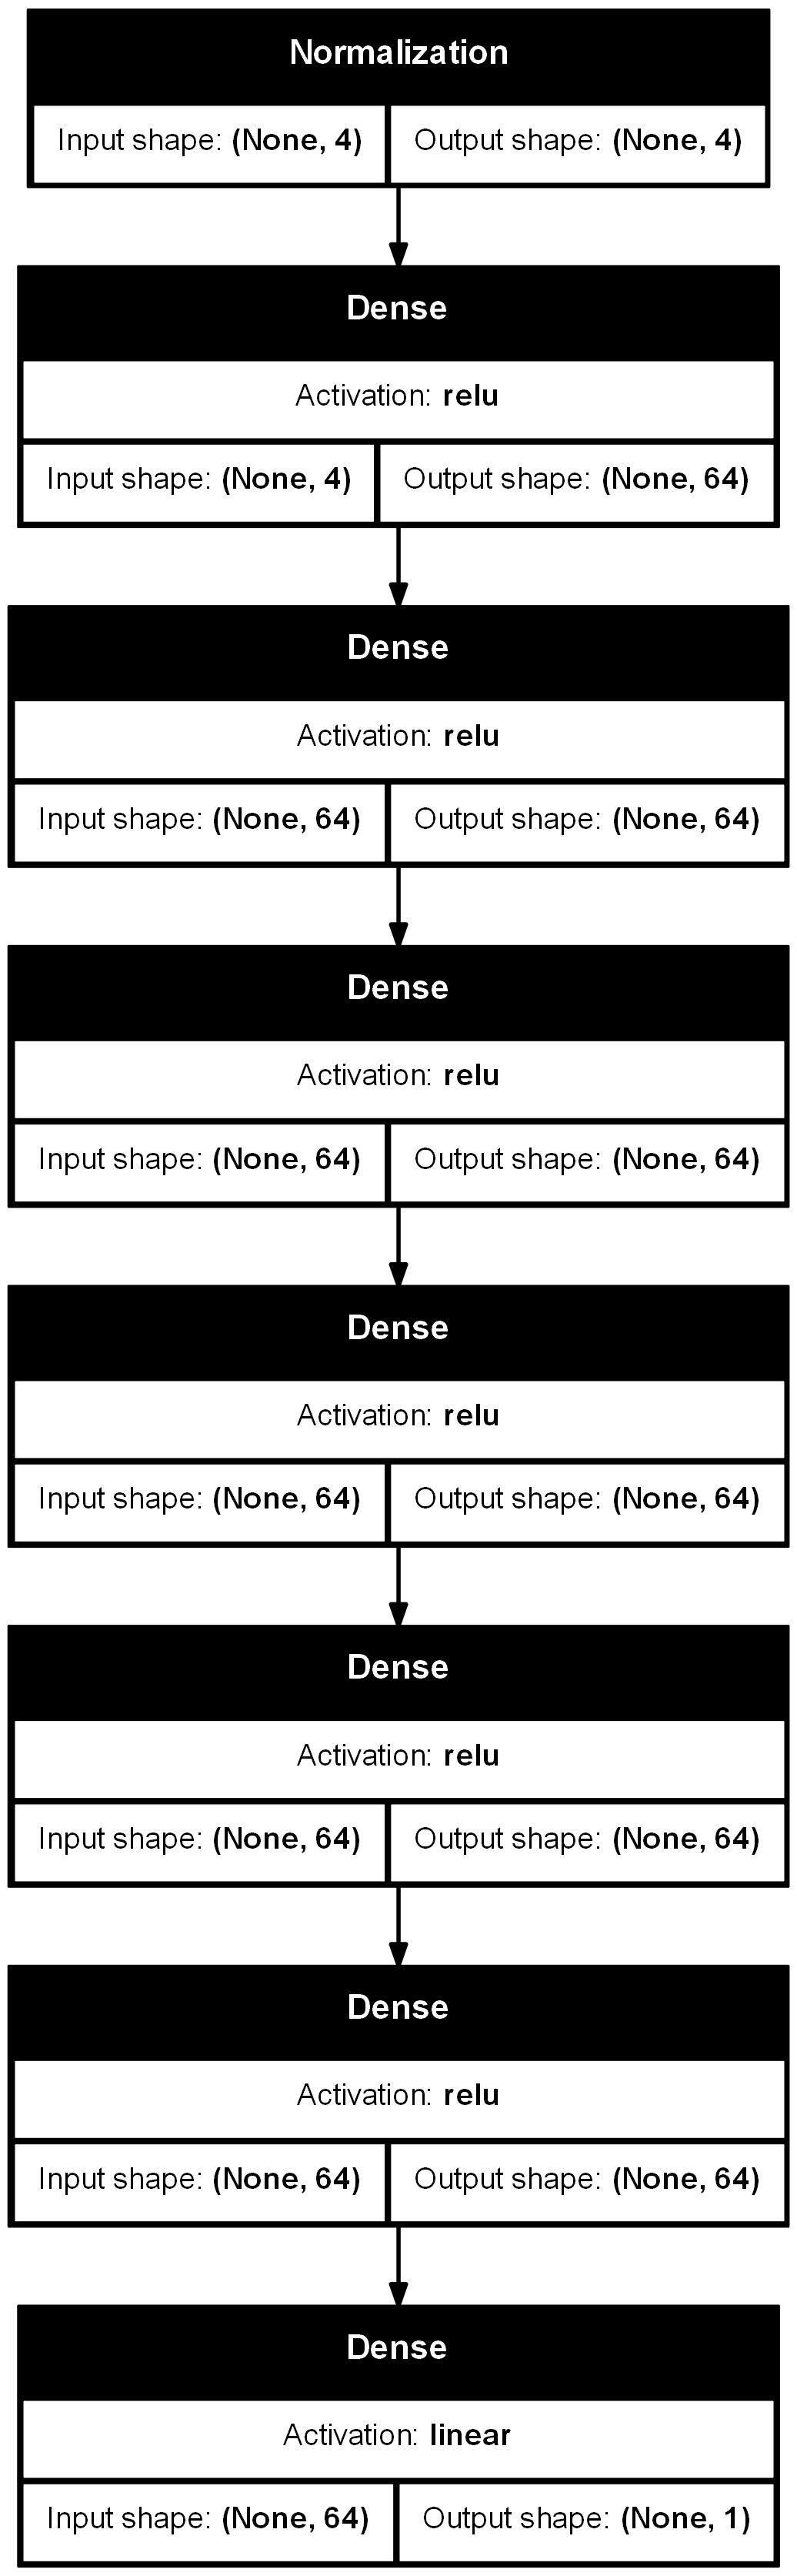 Normalization
Input shape: (None, 4) Output shape: (None, 4)
Dense
Activation: relu
Input shape: (None, 4) Output shape: (None, 64)
Dense
Activation: relu
Input shape: (None, 64) Output shape: (None, 64)
Dense
Activation: relu
Input shape: (None, 64) Output shape: (None, 64)
Dense
Activation: relu
Input shape: (None, 64) Output shape: (None, 64)
Dense
Activation: relu
Input shape: (None, 64) Output shape: (None, 64)
Dense
Activation: relu
Input shape: (None, 64) Output shape: (None, 64)
Dense
Activation: linear
Input shape: (None, 64) Output shape: (None, 1)